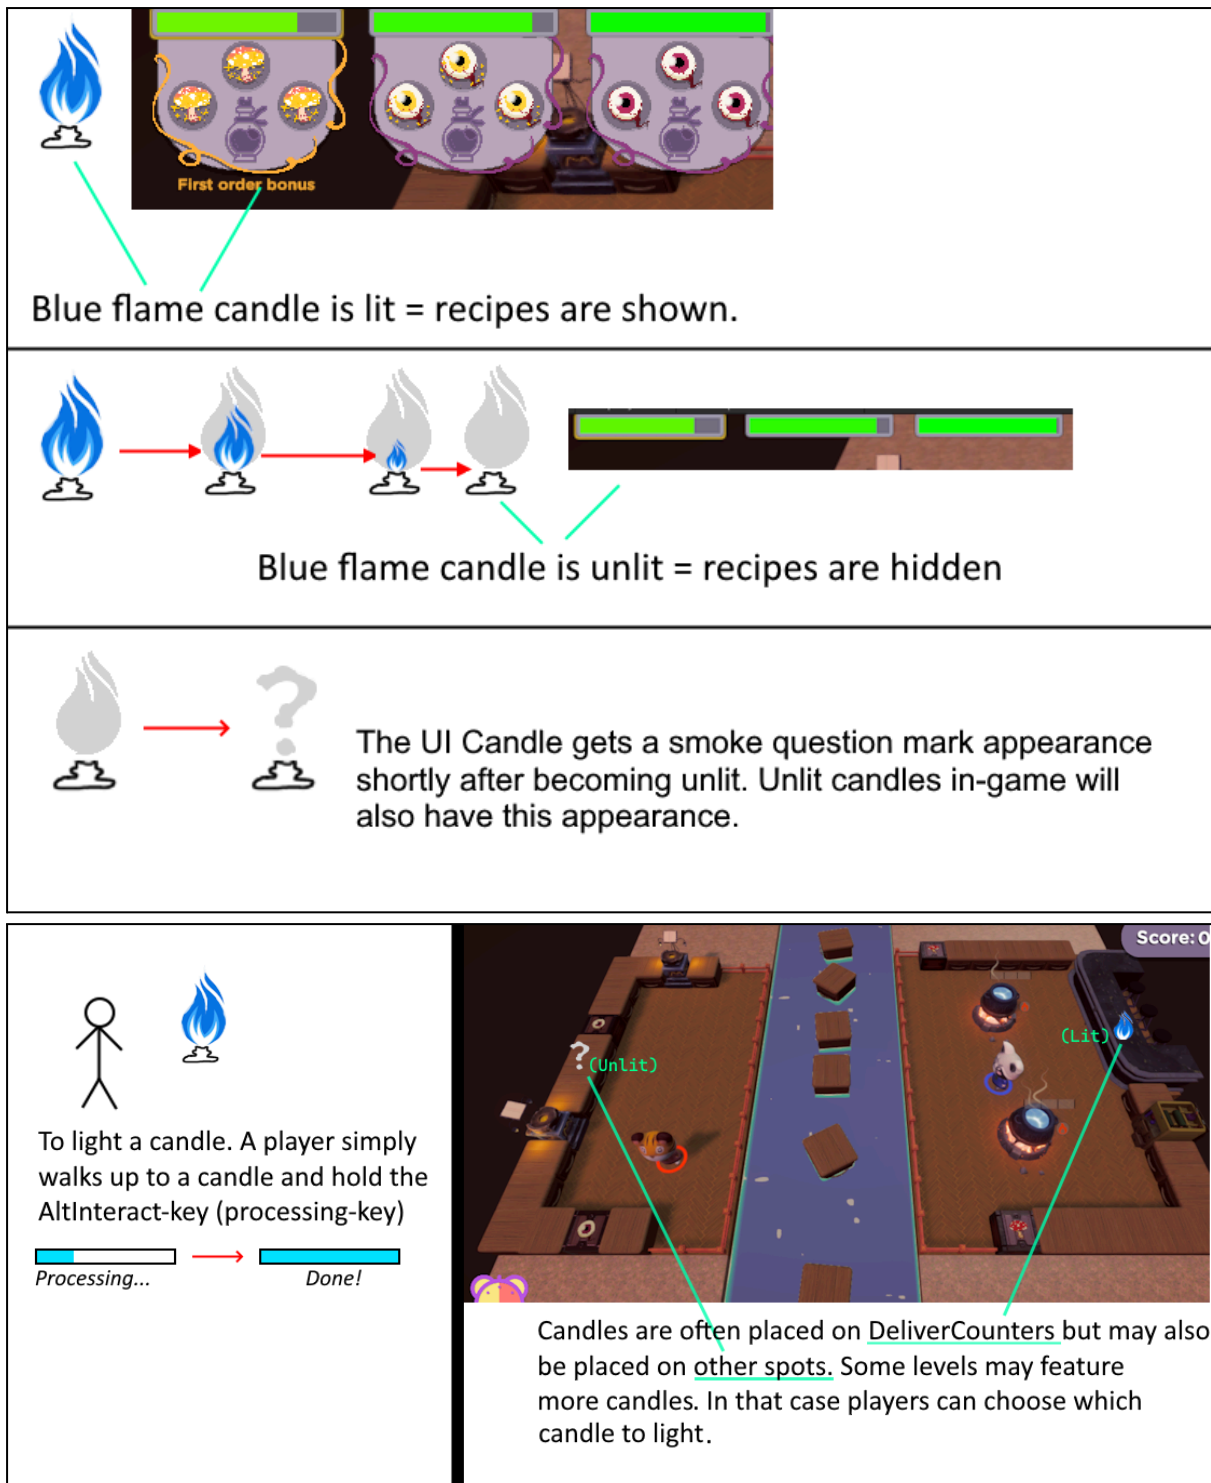 First order bonus
Blue flame candle is lit = recipes are shown.
Blue flame candle is unlit = recipes are hidden
The UI Candle gets a smoke question mark appearance
shortly after becoming unlit. Unlit candles in-game will
also have this appearance.
To light a candle. A player simply
walks up to a candle and hold the
AltInteract-key (processing-key)
Processing...
Done!
Score: 0
(Lit)
?
(Unlit)
Candles are often placed on DeliverCounters but may also
be placed on other spots. Some levels may feature
more candles. In that case players can choose which
candle to light.